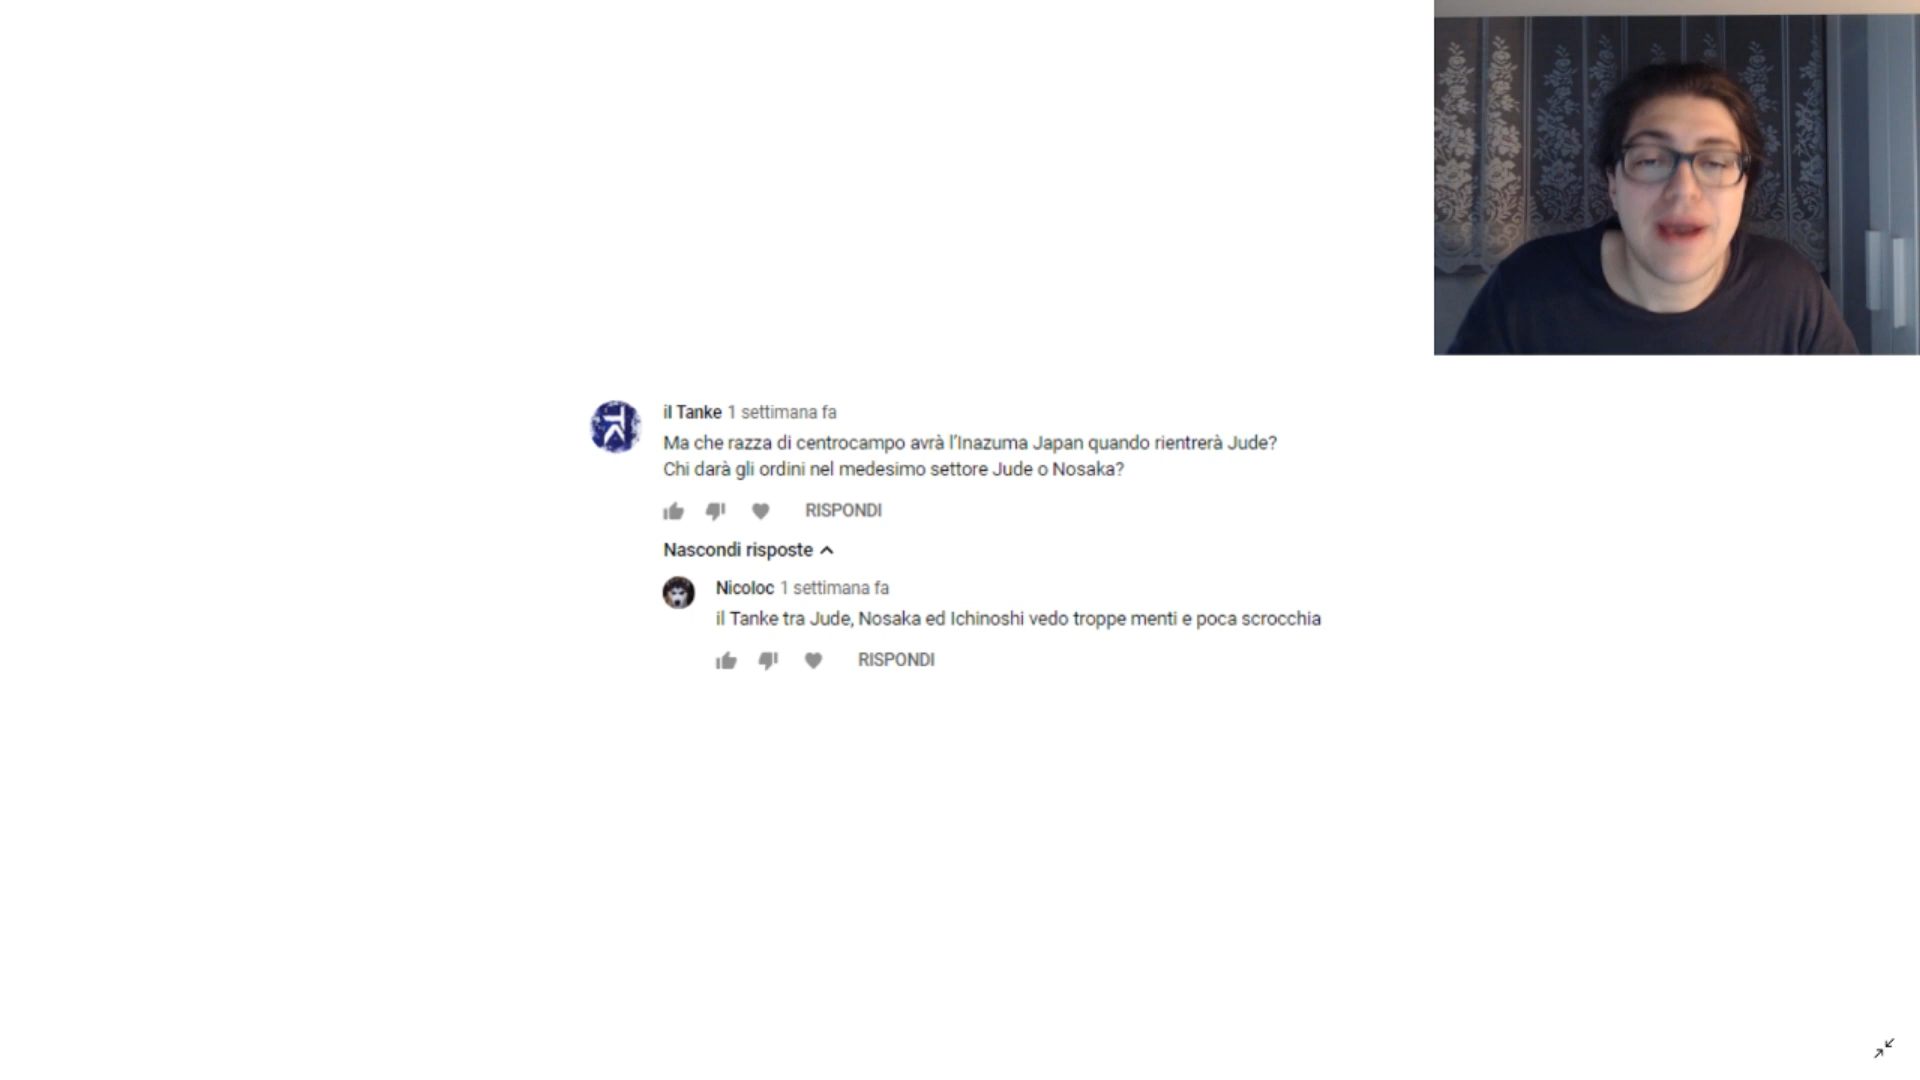 il Tanke 1 settimana fa
Ma che razza di centrocampo avrà l'Inazuma Japan quando rientrerà Jude?
Chi darà gli ordini nel medesimo settore Jude o Nosaka?
RISPONDI
Nascondi risposte
Nicoloc 1 settimana fa
il Tanke tra Jude, Nosaka ed Ichinoshi vedo troppe menti e poca scrocchia
RISPONDI